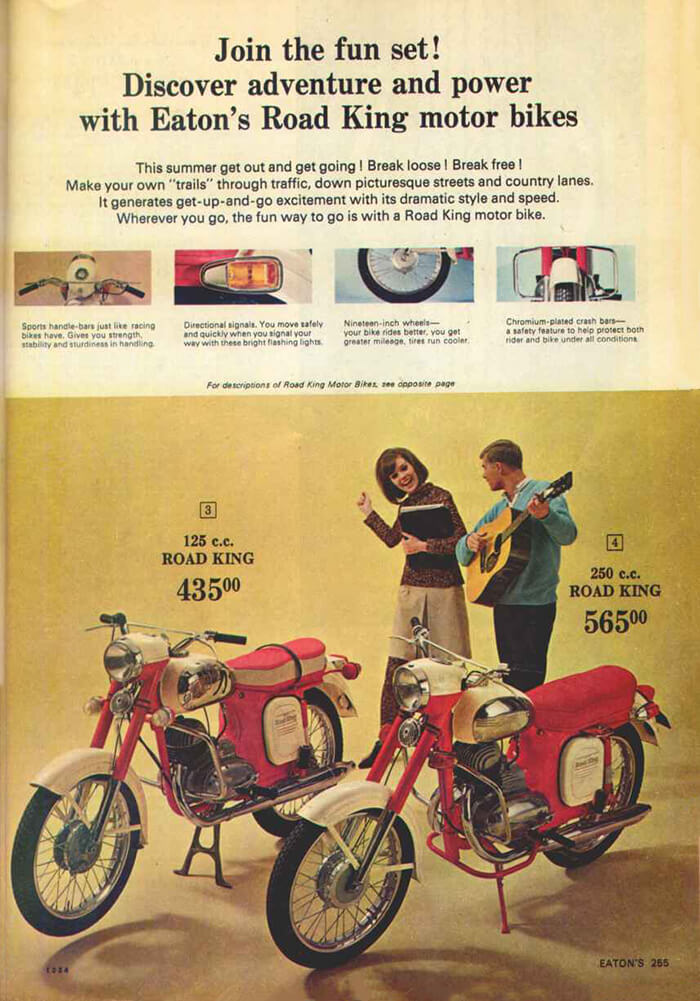 Join the fun set!
Discover adventure and power
with Eaton's Road King motor bikes
This summer get out and get going! Break loose! Break free!
Make your own "trails" through traffic, down picturesque streets and country lanes.
It generates get-up-and-go excitement with its dramatic style and speed.
Wherever you go, the fun way to go is with a Road King motor bike.
Sports handle-bars just like racing
bikes have. Gives you strength,
stability and sturdiness in handling.
Directional signals. You move safely
and quickly when you signal your
way with these bright flashing lights.
Nineteen-inch wheels—
your bike rides better, you get
greater mileage, tires run cooler.
Chromium-plated crash bars—
a safety feature to help protect both
rider and bike under all conditions.
For descriptions of Road King Motor Bikes, see opposite page
3
125 c.c.
ROAD KING
43500
4
250 c.c.
ROAD KING
56500
Road King
Road King
EATON'S 265